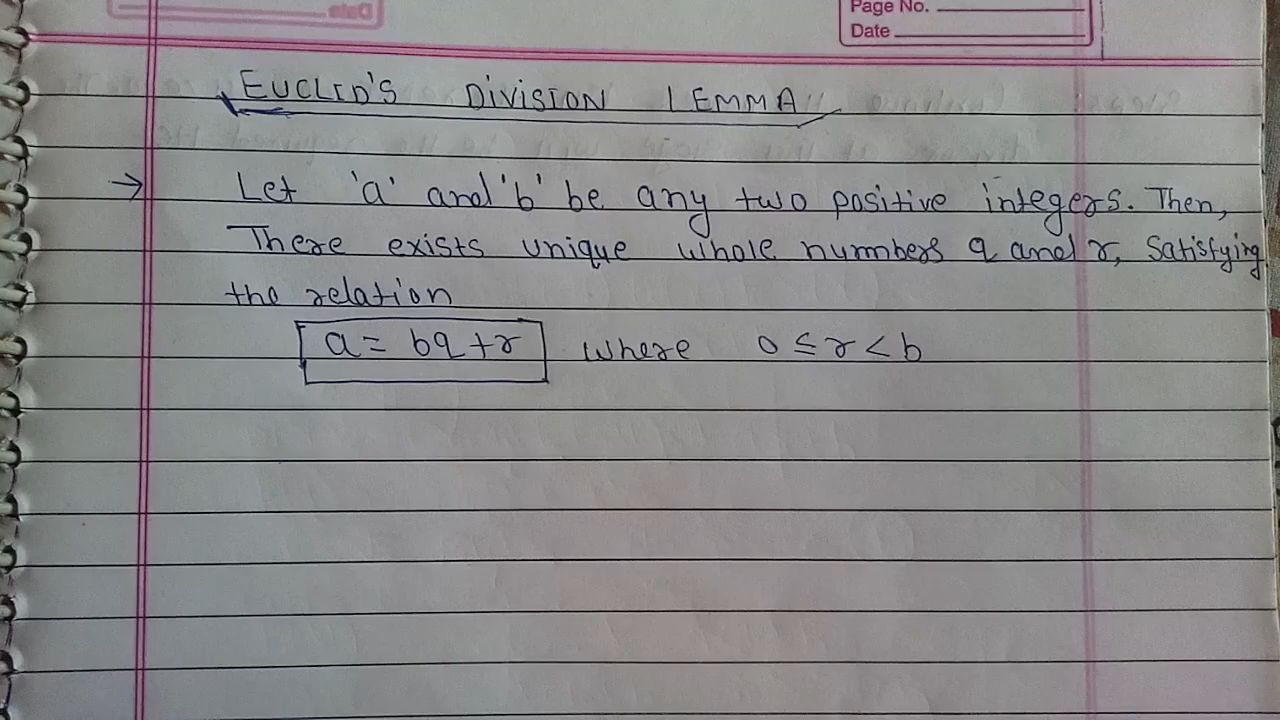 Page No.
Date
Date
EUCLID'S DIVISION LEMMA
→ Let 'a' and 'b' be any two positive integers. Then,
There exists unique whole numbers q and r, Satisfying
the relation
a = bq + r where 0 ≤ r < b